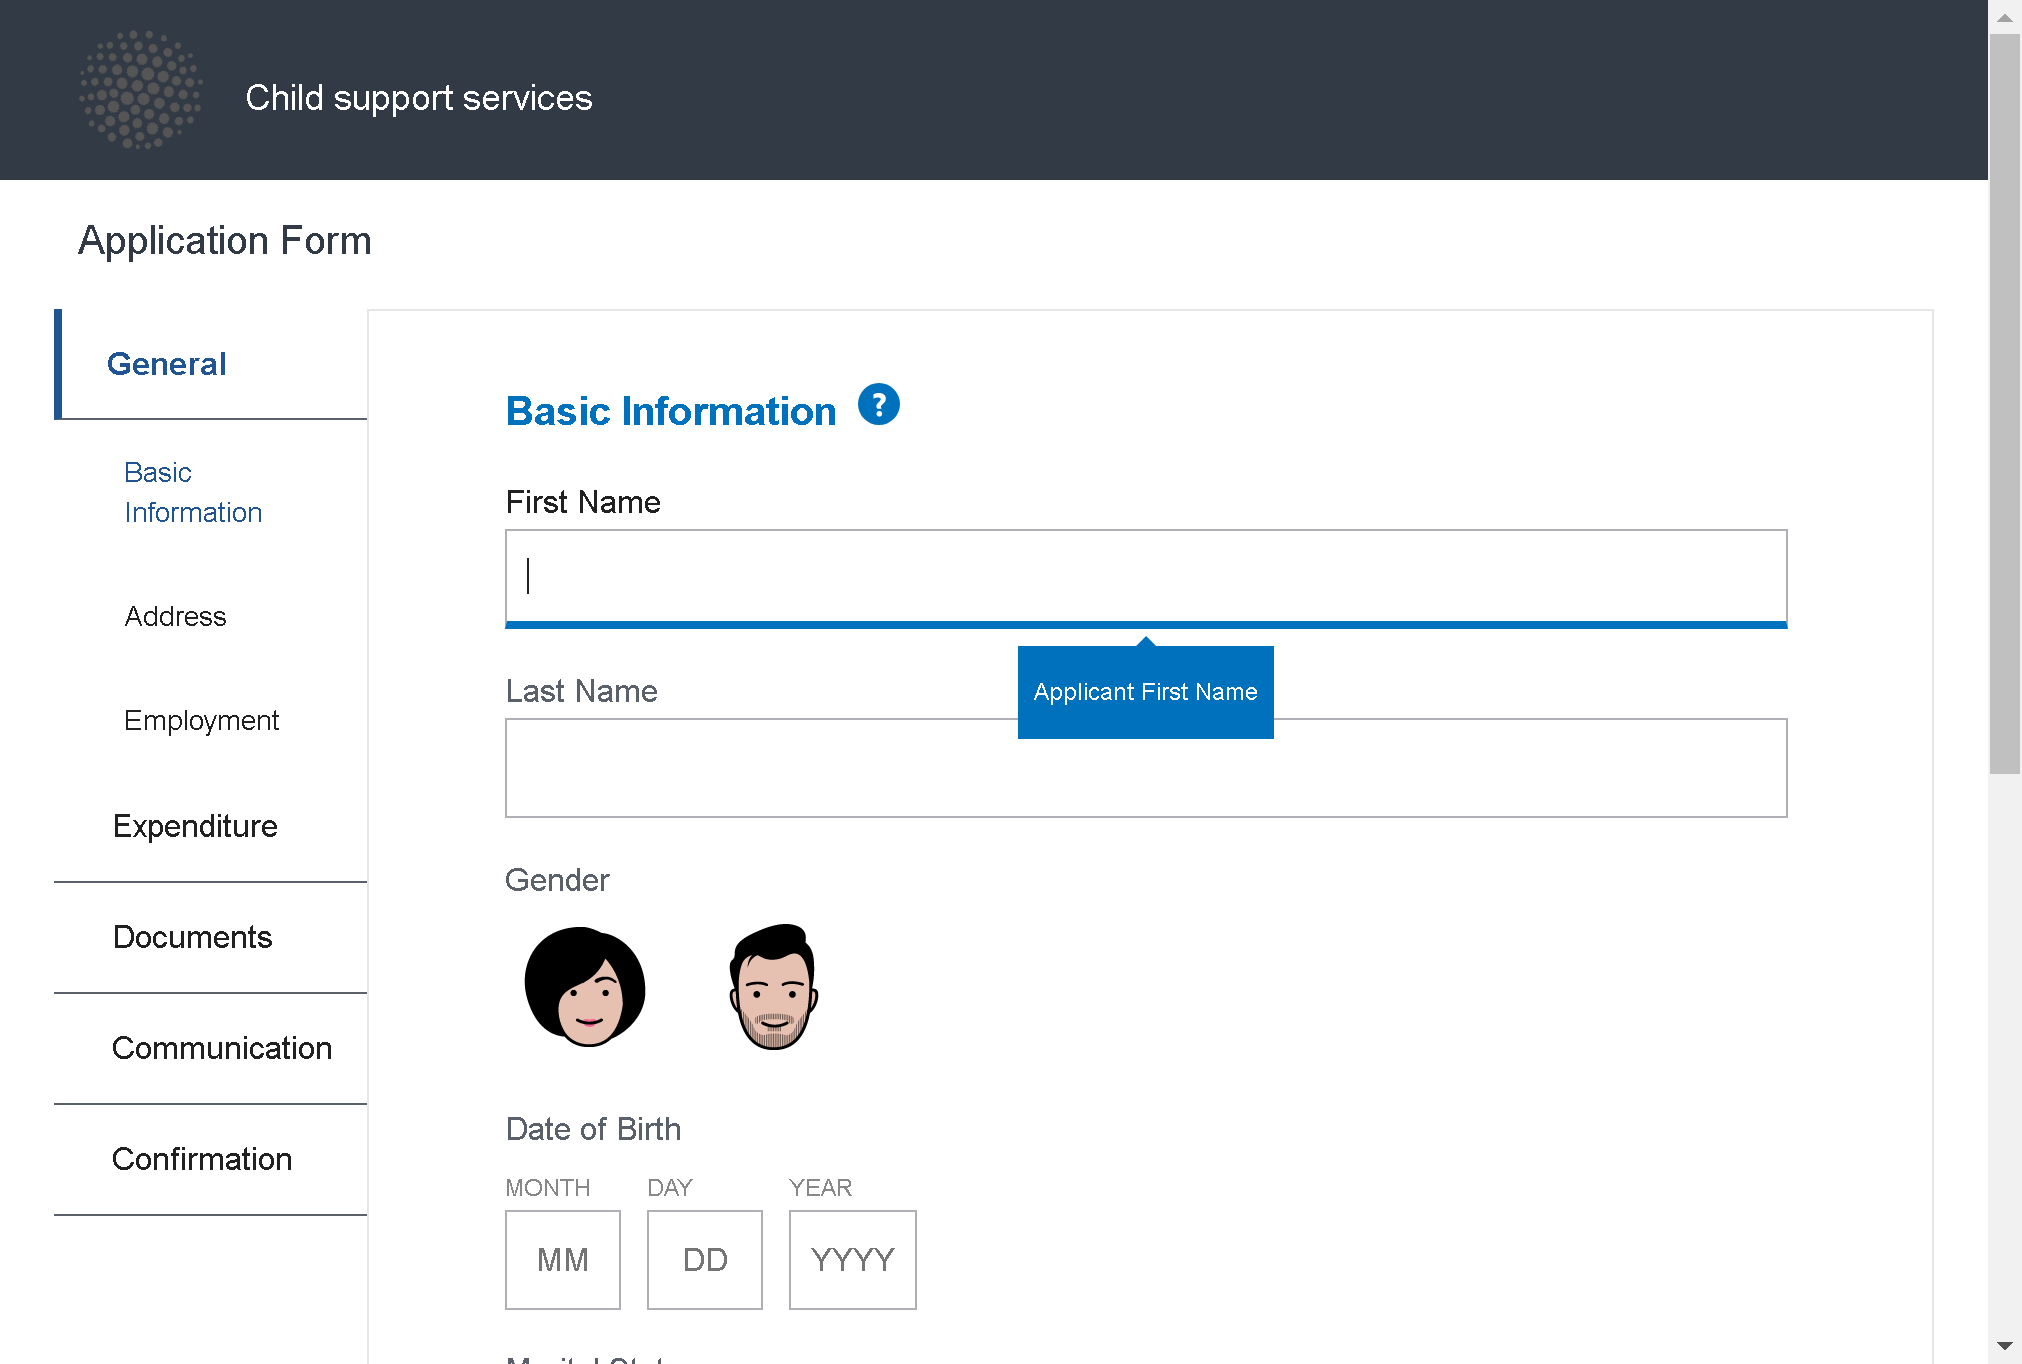 Child support services
Application Form
General
Basic
Information
Address
Employment
Expenditure
Documents
Communication
Confirmation
Basic Information ?
First Name
Applicant First Name
Last Name
Gender
Date of Birth
MONTH DAY YEAR
MM DD YYYY